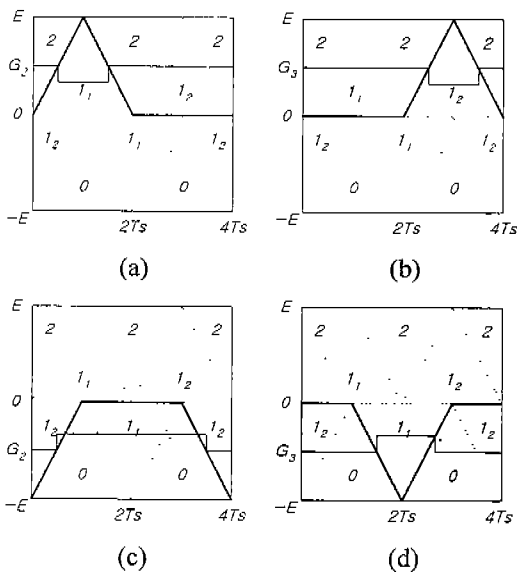 E
2 2 2
G₂
1₁ 1₂
0
1₂ 1₁ 1₂
0 0
−E
2Ts 4Ts
(a)
E
2 2
G₃
1₁ 1₂
0
1₂ 1₁ 1₂
0 0
−E
2Ts 4Ts
(b)
E
2 2 2
1₁ 1₂
0
1₂ 1₁ 1₂
G₂
0 0
−E
2Ts 4Ts
(c)
E
2 2 2
1₁ 1₂
0
1₂ 1₁ 1₂
G₃
0 0
−E
2Ts 4Ts
(d)